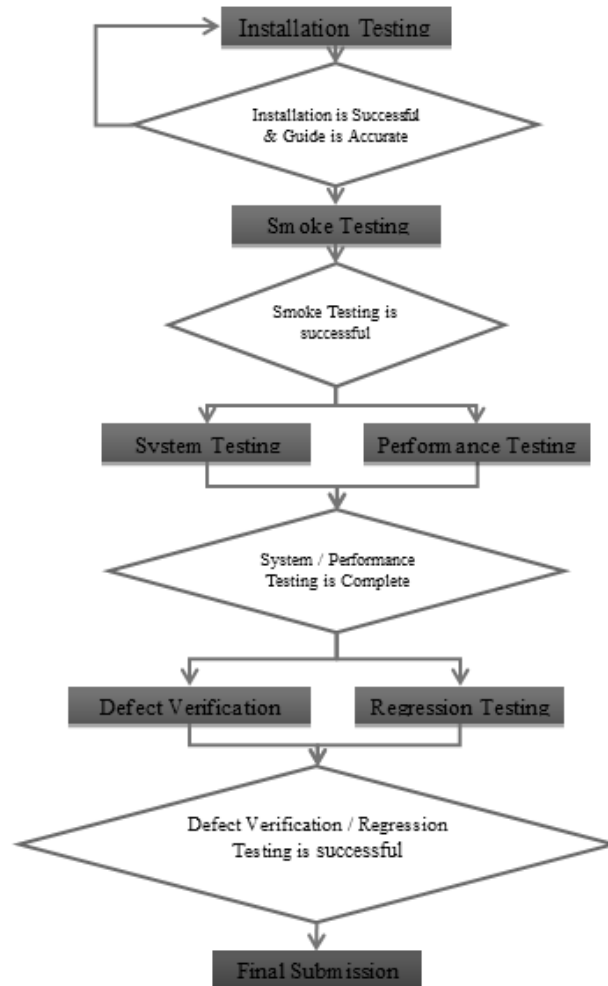 Installation Testing
Installation is Successful
& Guide is Accurate
Smoke Testing
Smoke Testing is
successful
System Testing
Performance Testing
System / Performance
Testing is Complete
Defect Verification
Regression Testing
Defect Verification / Regression
Testing is successful
Final Submission